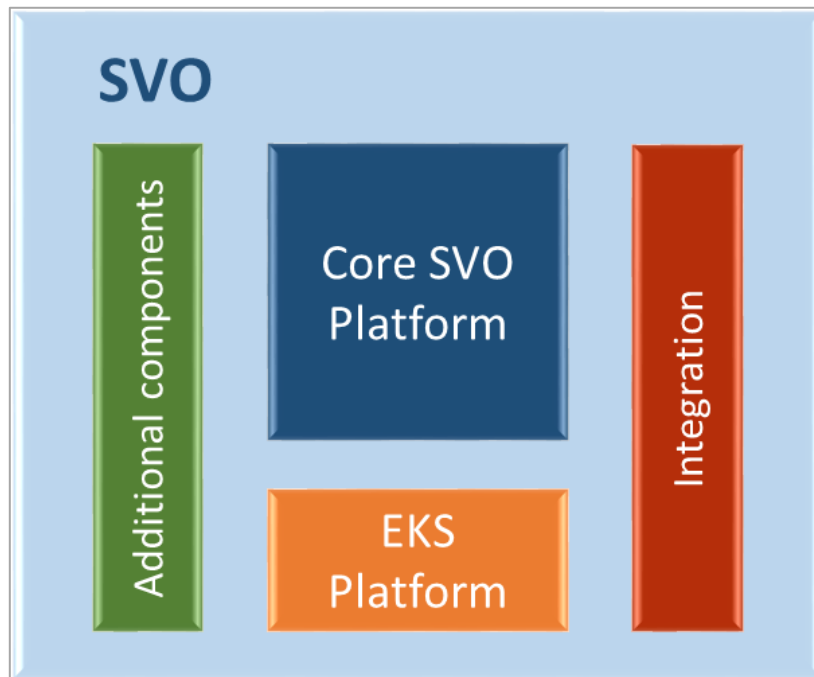 SVO
Additional components
Core SVO
Platform
EKS
Platform
Integration